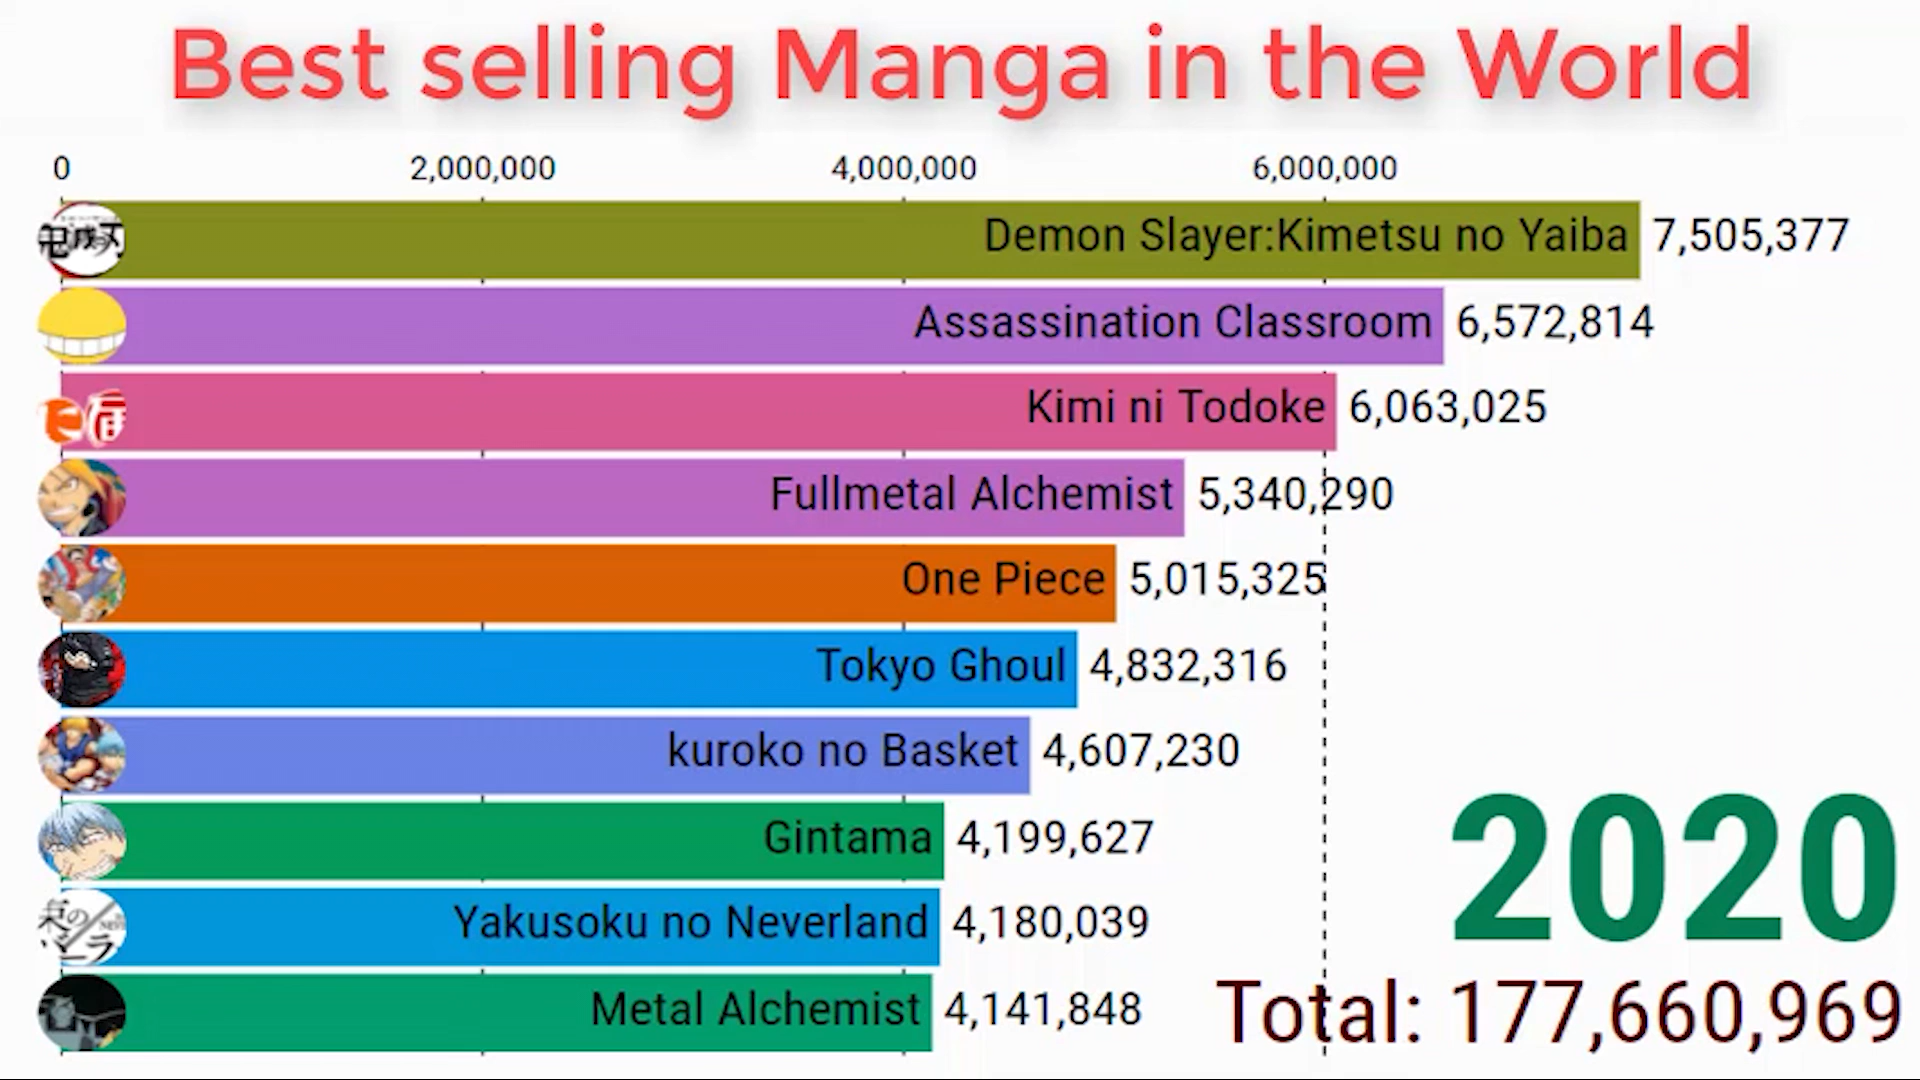 Best selling Manga in the World
0 2,000,000 4,000,000 6,000,000
Demon Slayer:Kimetsu no Yaiba 7,505,377
Assassination Classroom 6,572,814
Kimi ni Todoke 6,063,025
Fullmetal Alchemist 5,340,290
One Piece 5,015,325
Tokyo Ghoul 4,832,316
kuroko no Basket 4,607,230
Gintama 4,199,627
Yakusoku no Neverland 4,180,039
Metal Alchemist 4,141,848
2020
Total: 177,660,969